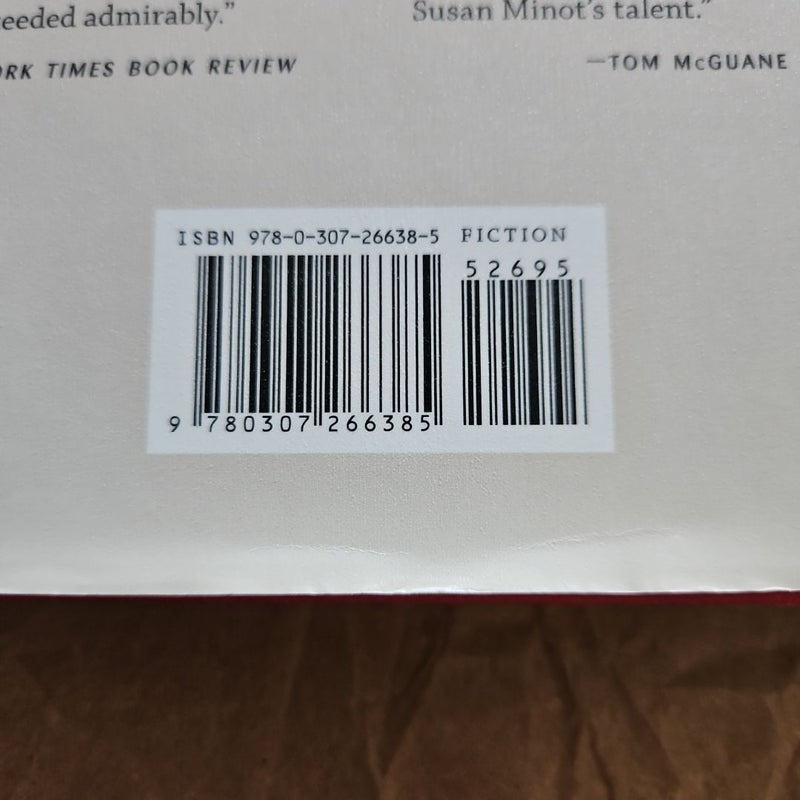 eeded admirably."
Susan Minot's talent."
RK TIMES BOOK REVIEW
—TOM McGUANE
ISBN 978-0-307-26638-5 FICTION
52695
9 780307 266385